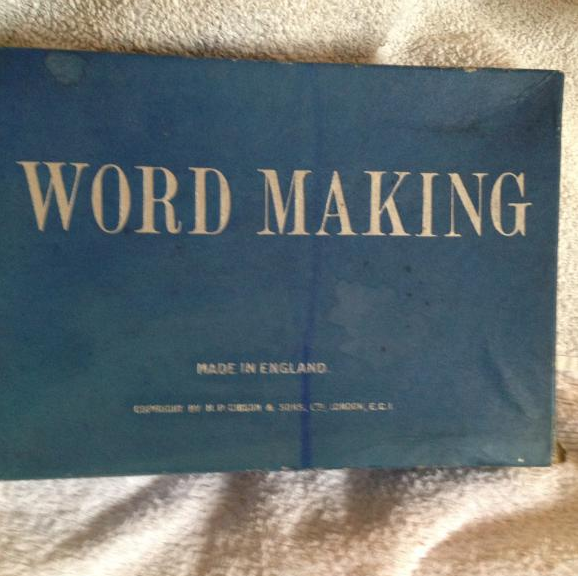 WORD MAKING
MADE IN ENGLAND.
COPYRIGHT BY H. P. GIBSON & SONS, LTD, LONDON, E.C.1.